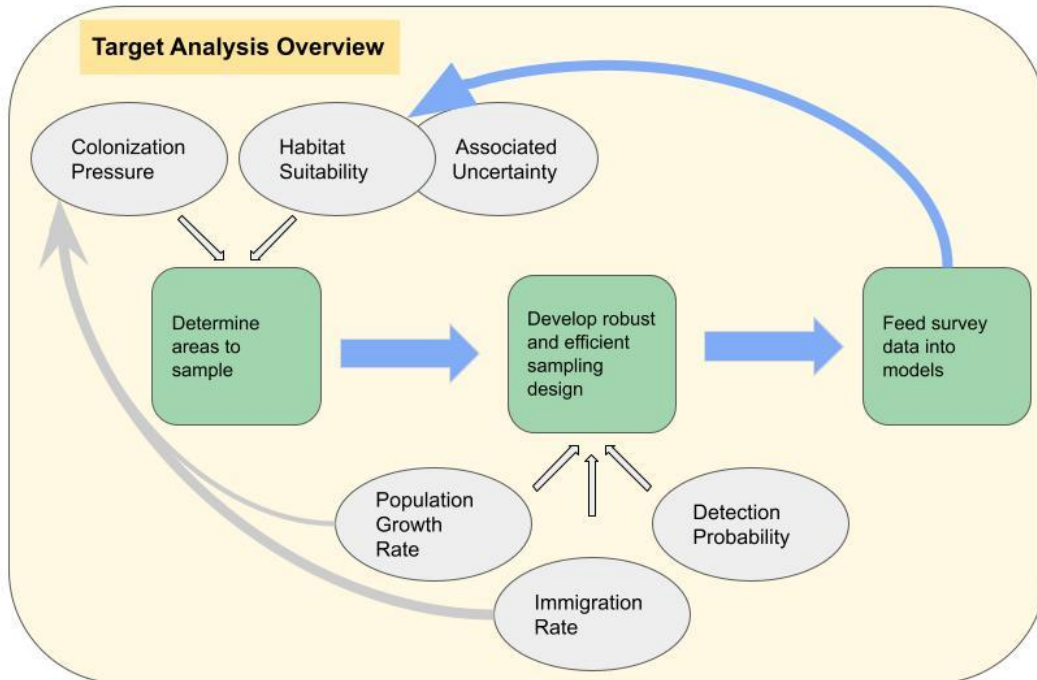 Target Analysis Overview
Colonization
Pressure
Habitat
Suitability
Associated
Uncertainty
Determine
areas to
sample
Develop robust
and efficient
sampling
design
Feed survey
data into
models
Population
Growth
Rate
Detection
Probability
Immigration
Rate